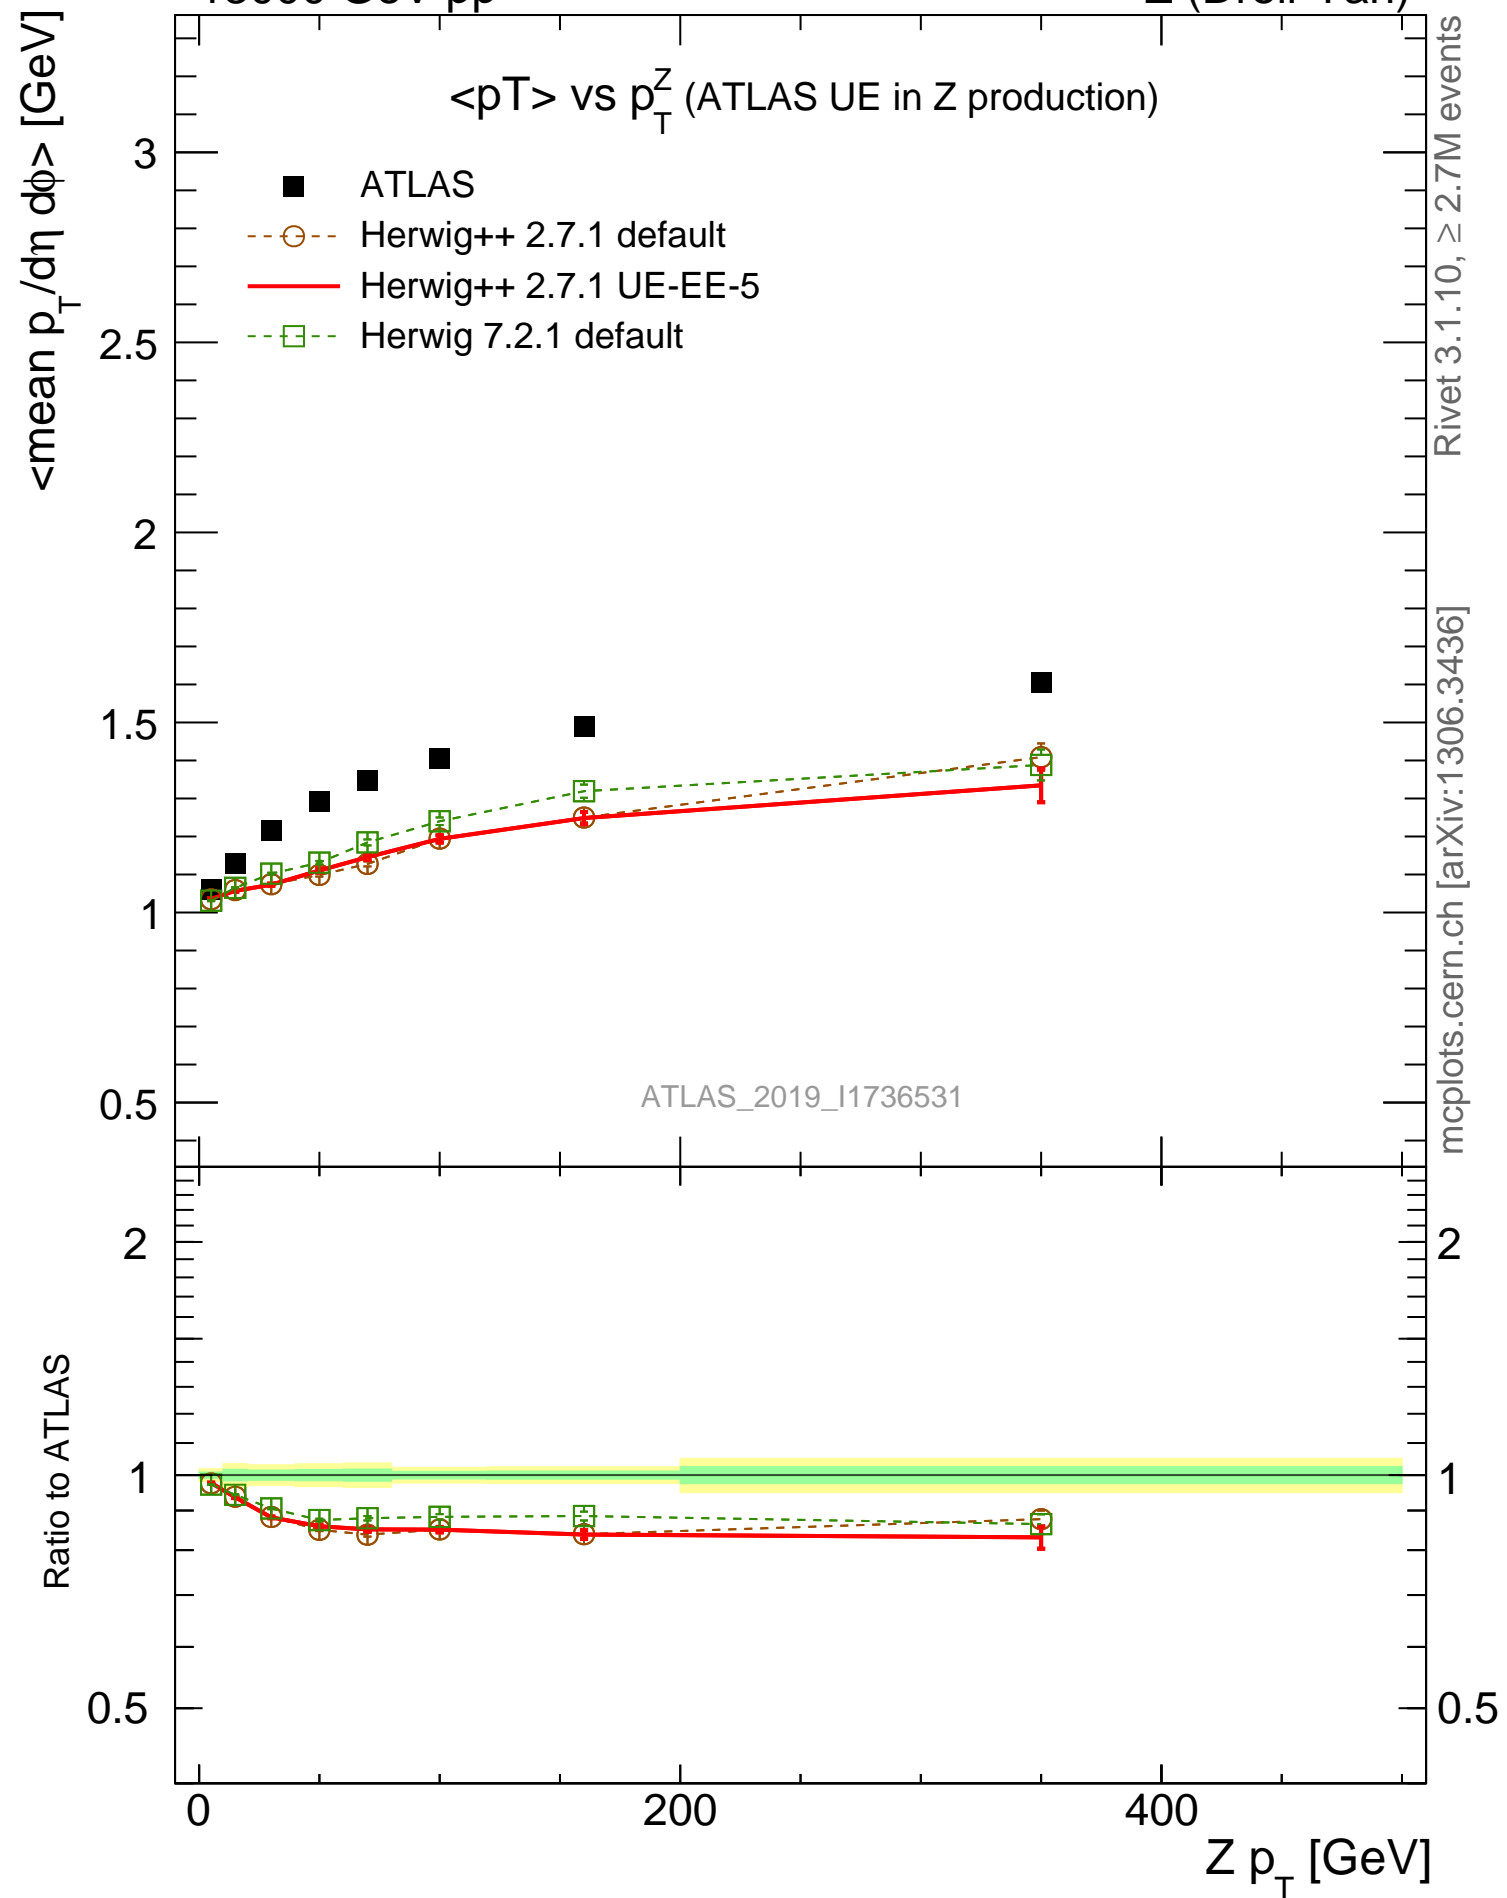 <pT> vs p_T^Z (ATLAS UE in Z production)
ATLAS
Herwig++ 2.7.1 default
Herwig++ 2.7.1 UE-EE-5
Herwig 7.2.1 default
<mean p_T/dη dϕ> [GeV]
3
2.5
2
1.5
1
0.5
ATLAS_2019_I1736531
Rivet 3.1.10, ≥ 2.7M events
mcplots.cern.ch [arXiv:1306.3436]
Ratio to ATLAS
2
1
0.5
2
1
0.5
0 200 400
Z p_T [GeV]